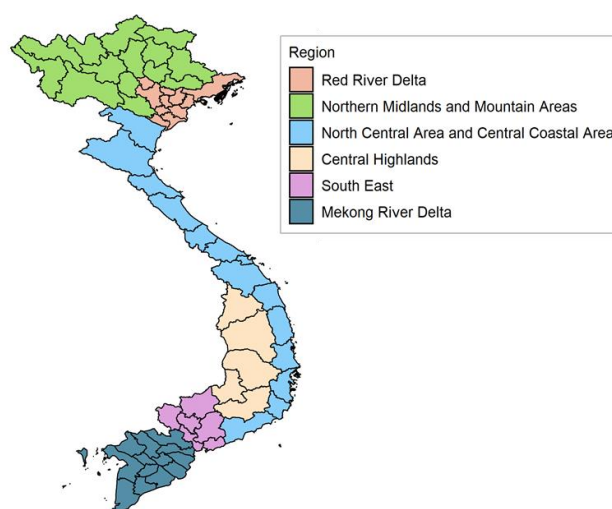 Region
Red River Delta
Northern Midlands and Mountain Areas
North Central Area and Central Coastal Area
Central Highlands
South East
Mekong River Delta